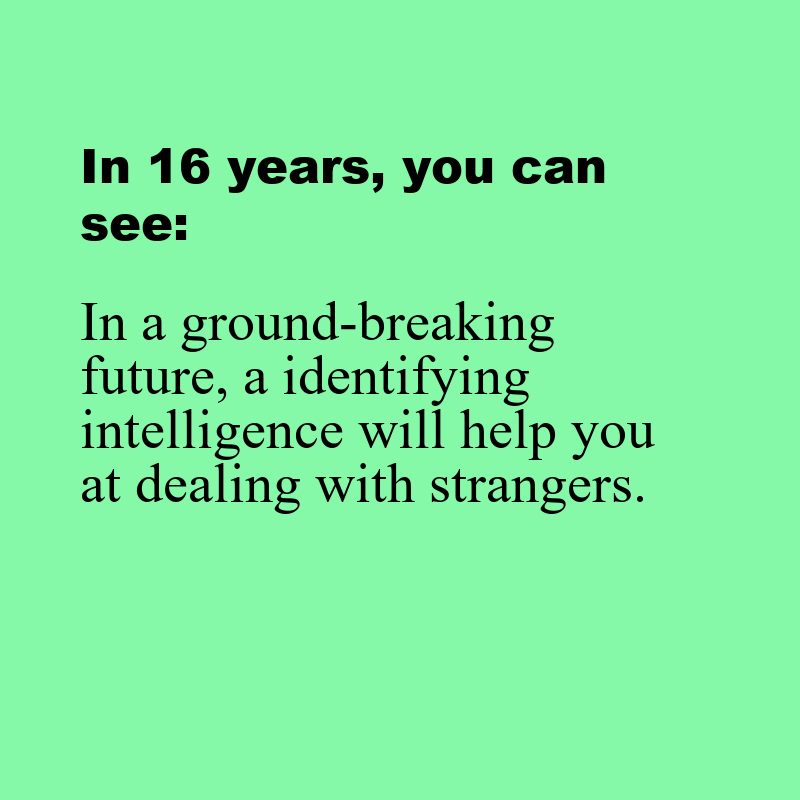 In 16 years, you can
see:
In a ground-breaking
future, a identifying
intelligence will help you
at dealing with strangers.